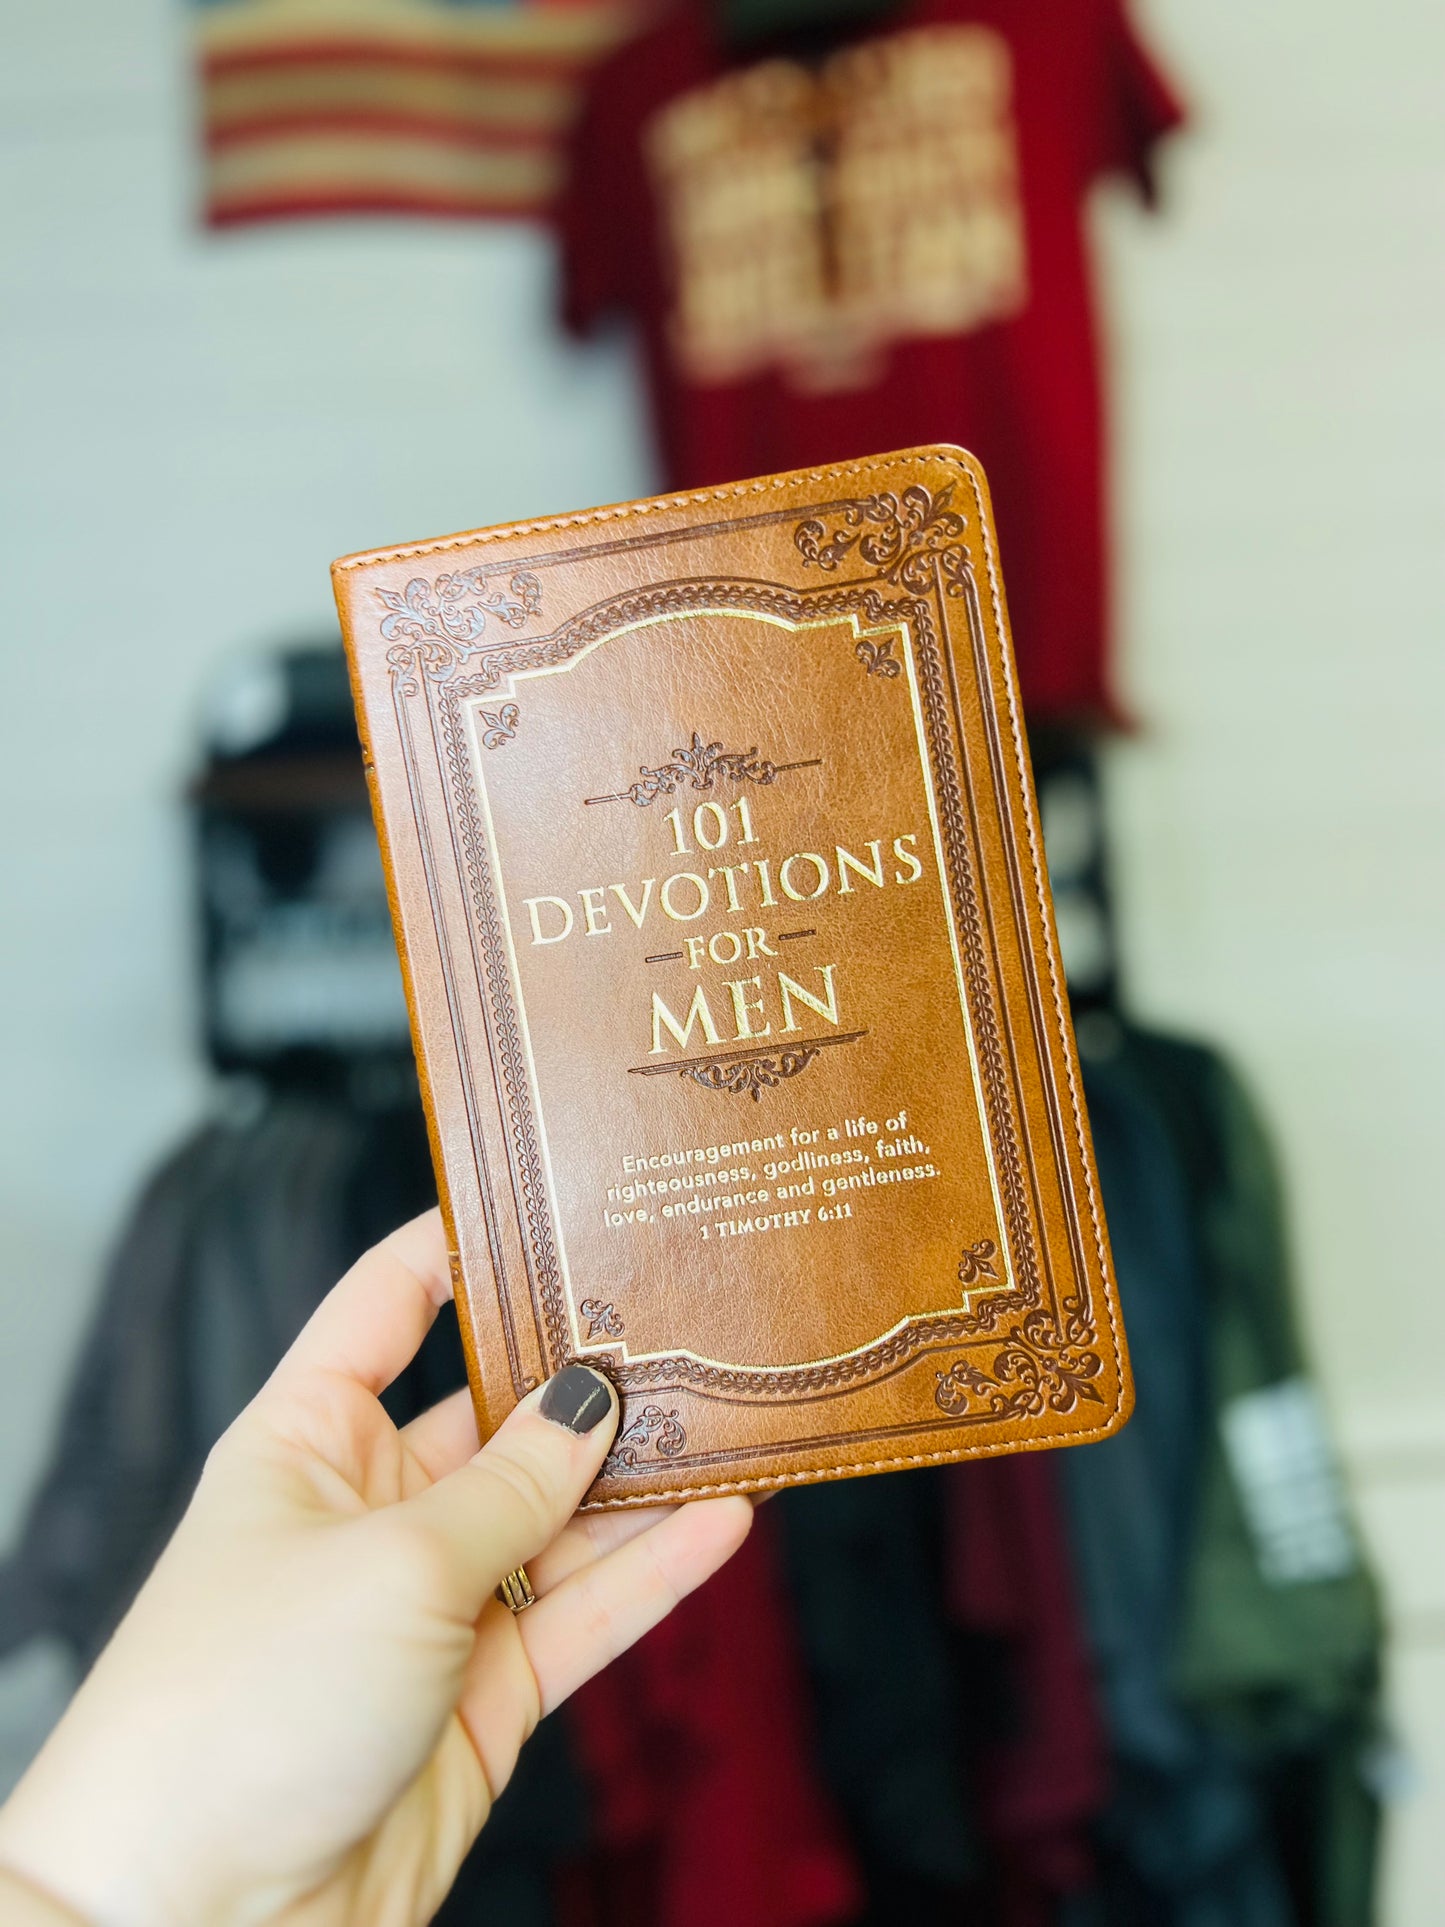 101
DEVOTIONS
FOR
MEN
Encouragement for a life of
righteousness, godliness, faith,
love, endurance and gentleness.
1 TIMOTHY 6:11